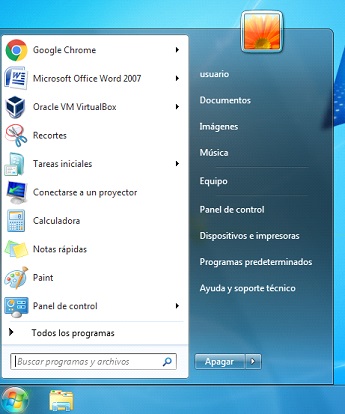 Google Chrome
Microsoft Office Word 2007
Oracle VM VirtualBox
Recortes
Tareas iniciales
Conectarse a un proyector
Calculadora
Notas rápidas
Paint
Panel de control
Todos los programas
Buscar programas y archivos
usuario
Documentos
Imágenes
Música
Equipo
Panel de control
Dispositivos e impresoras
Programas predeterminados
Ayuda y soporte técnico
Apagar